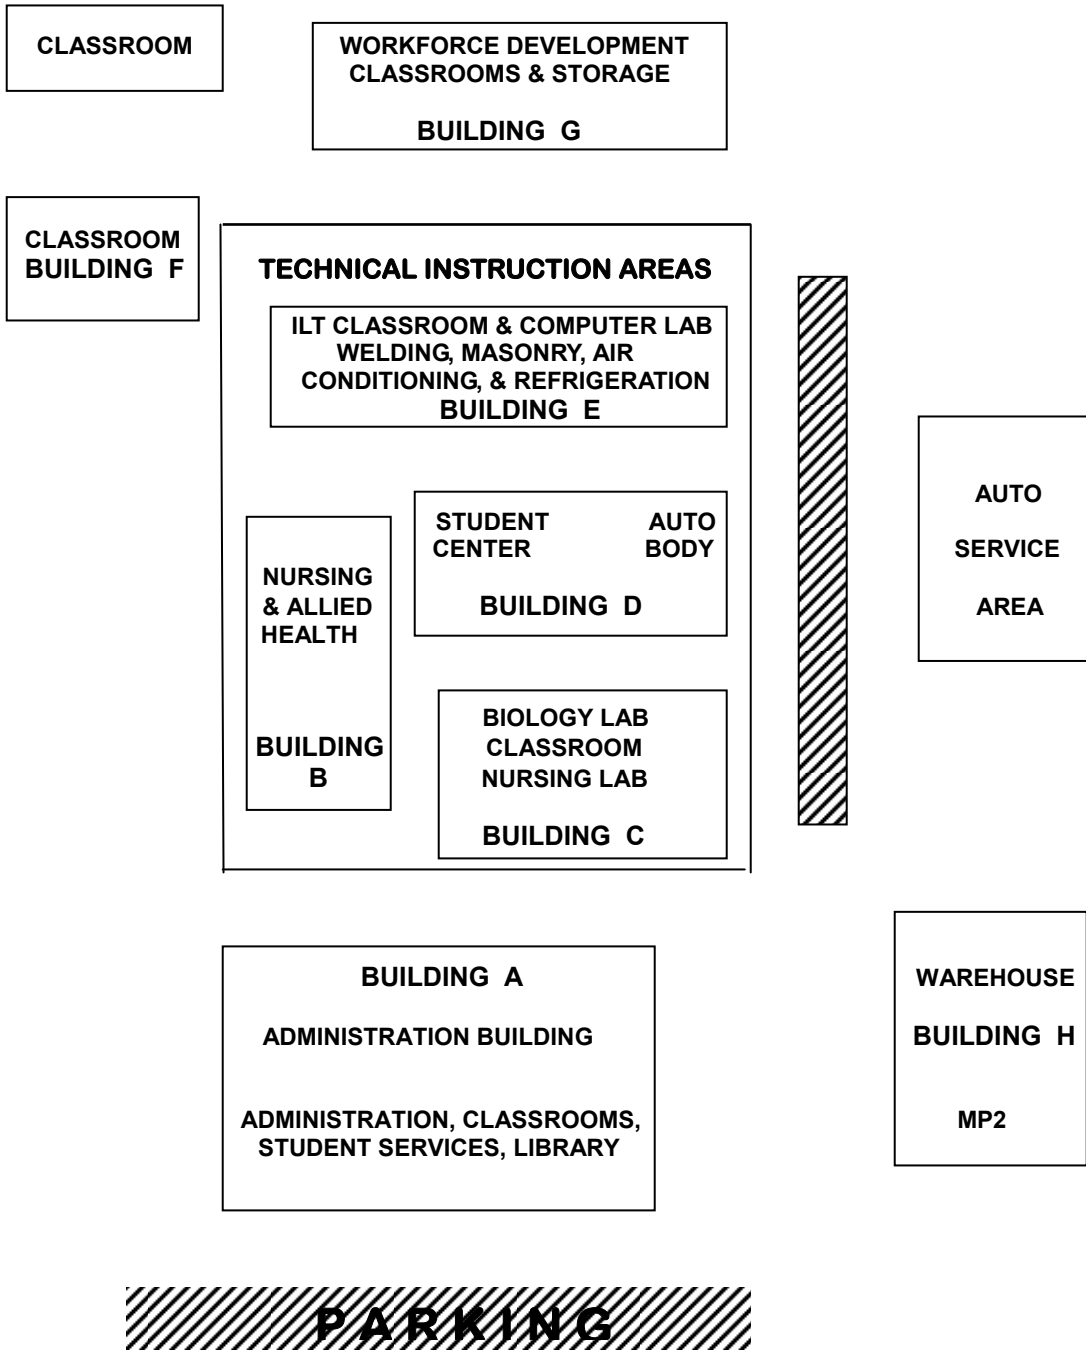 CLASSROOM
WORKFORCE DEVELOPMENT
CLASSROOMS & STORAGE
BUILDING G
CLASSROOM
BUILDING F
TECHNICAL INSTRUCTION AREAS
ILT CLASSROOM & COMPUTER LAB
WELDING, MASONRY, AIR
CONDITIONING, & REFRIGERATION
BUILDING E
STUDENT
CENTER
AUTO
BODY
BUILDING D
NURSING
& ALLIED
HEALTH
BUILDING
B
BIOLOGY LAB
CLASSROOM
NURSING LAB
BUILDING C
AUTO
SERVICE
AREA
BUILDING A
ADMINISTRATION BUILDING
ADMINISTRATION, CLASSROOMS,
STUDENT SERVICES, LIBRARY
WAREHOUSE
BUILDING H
MP2
PARKING